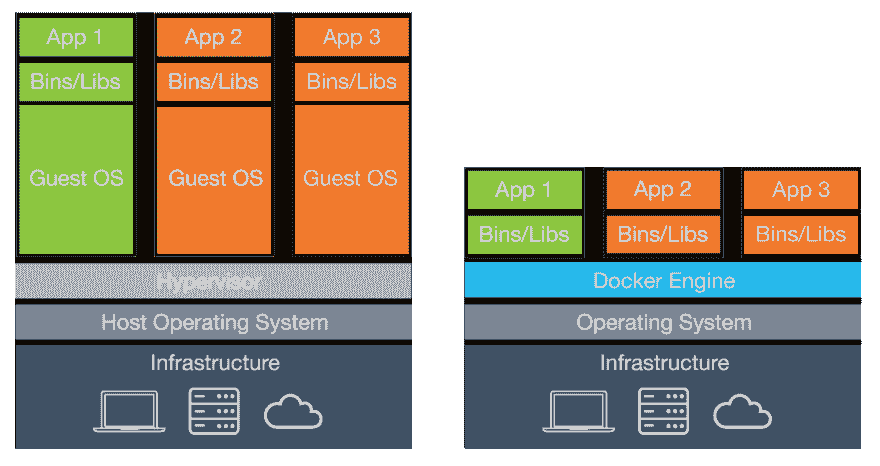 App 1
App 2
App 3
Bins/Libs
Bins/Libs
Bins/Libs
Guest OS
Guest OS
Guest OS
Hypervisor
Host Operating System
Infrastructure
App 1
App 2
App 3
Bins/Libs
Bins/Libs
Bins/Libs
Docker Engine
Operating System
Infrastructure